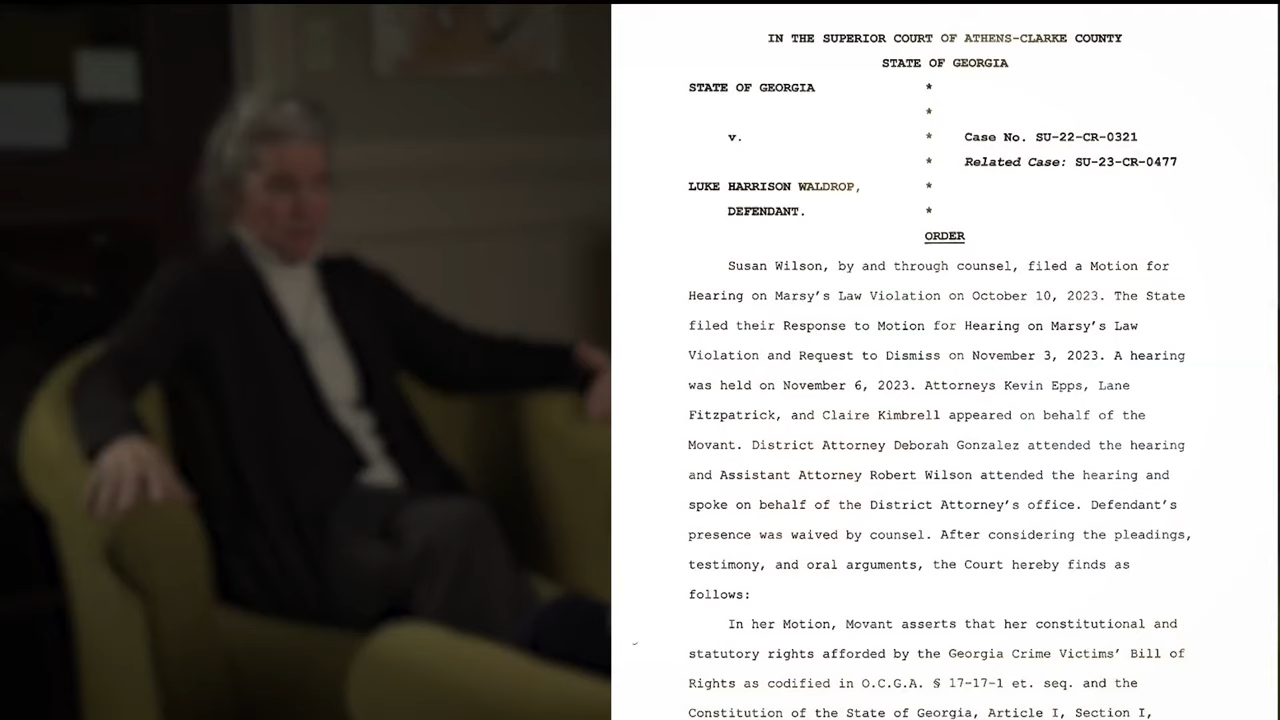 IN THE SUPERIOR COURT OF ATHENS-CLARKE COUNTY
STATE OF GEORGIA
STATE OF GEORGIA *
*
v. * Case No. SU-22-CR-0321
* Related Case: SU-23-CR-0477
LUKE HARRISON WALDROP, *
DEFENDANT. *
ORDER
Susan Wilson, by and through counsel, filed a Motion for
Hearing on Marsy's Law Violation on October 10, 2023. The State
filed their Response to Motion for Hearing on Marsy's Law
Violation and Request to Dismiss on November 3, 2023. A hearing
was held on November 6, 2023. Attorneys Kevin Epps, Lane
Fitzpatrick, and Claire Kimbrell appeared on behalf of the
Movant. District Attorney Deborah Gonzalez attended the hearing
and Assistant Attorney Robert Wilson attended the hearing and
spoke on behalf of the District Attorney's office. Defendant's
presence was waived by counsel. After considering the pleadings,
testimony, and oral arguments, the Court hereby finds as
follows:
In her Motion, Movant asserts that her constitutional and
statutory rights afforded by the Georgia Crime Victims' Bill of
Rights as codified in O.C.G.A. § 17-17-1 et. seq. and the
Constitution of the State of Georgia, Article I, Section I,